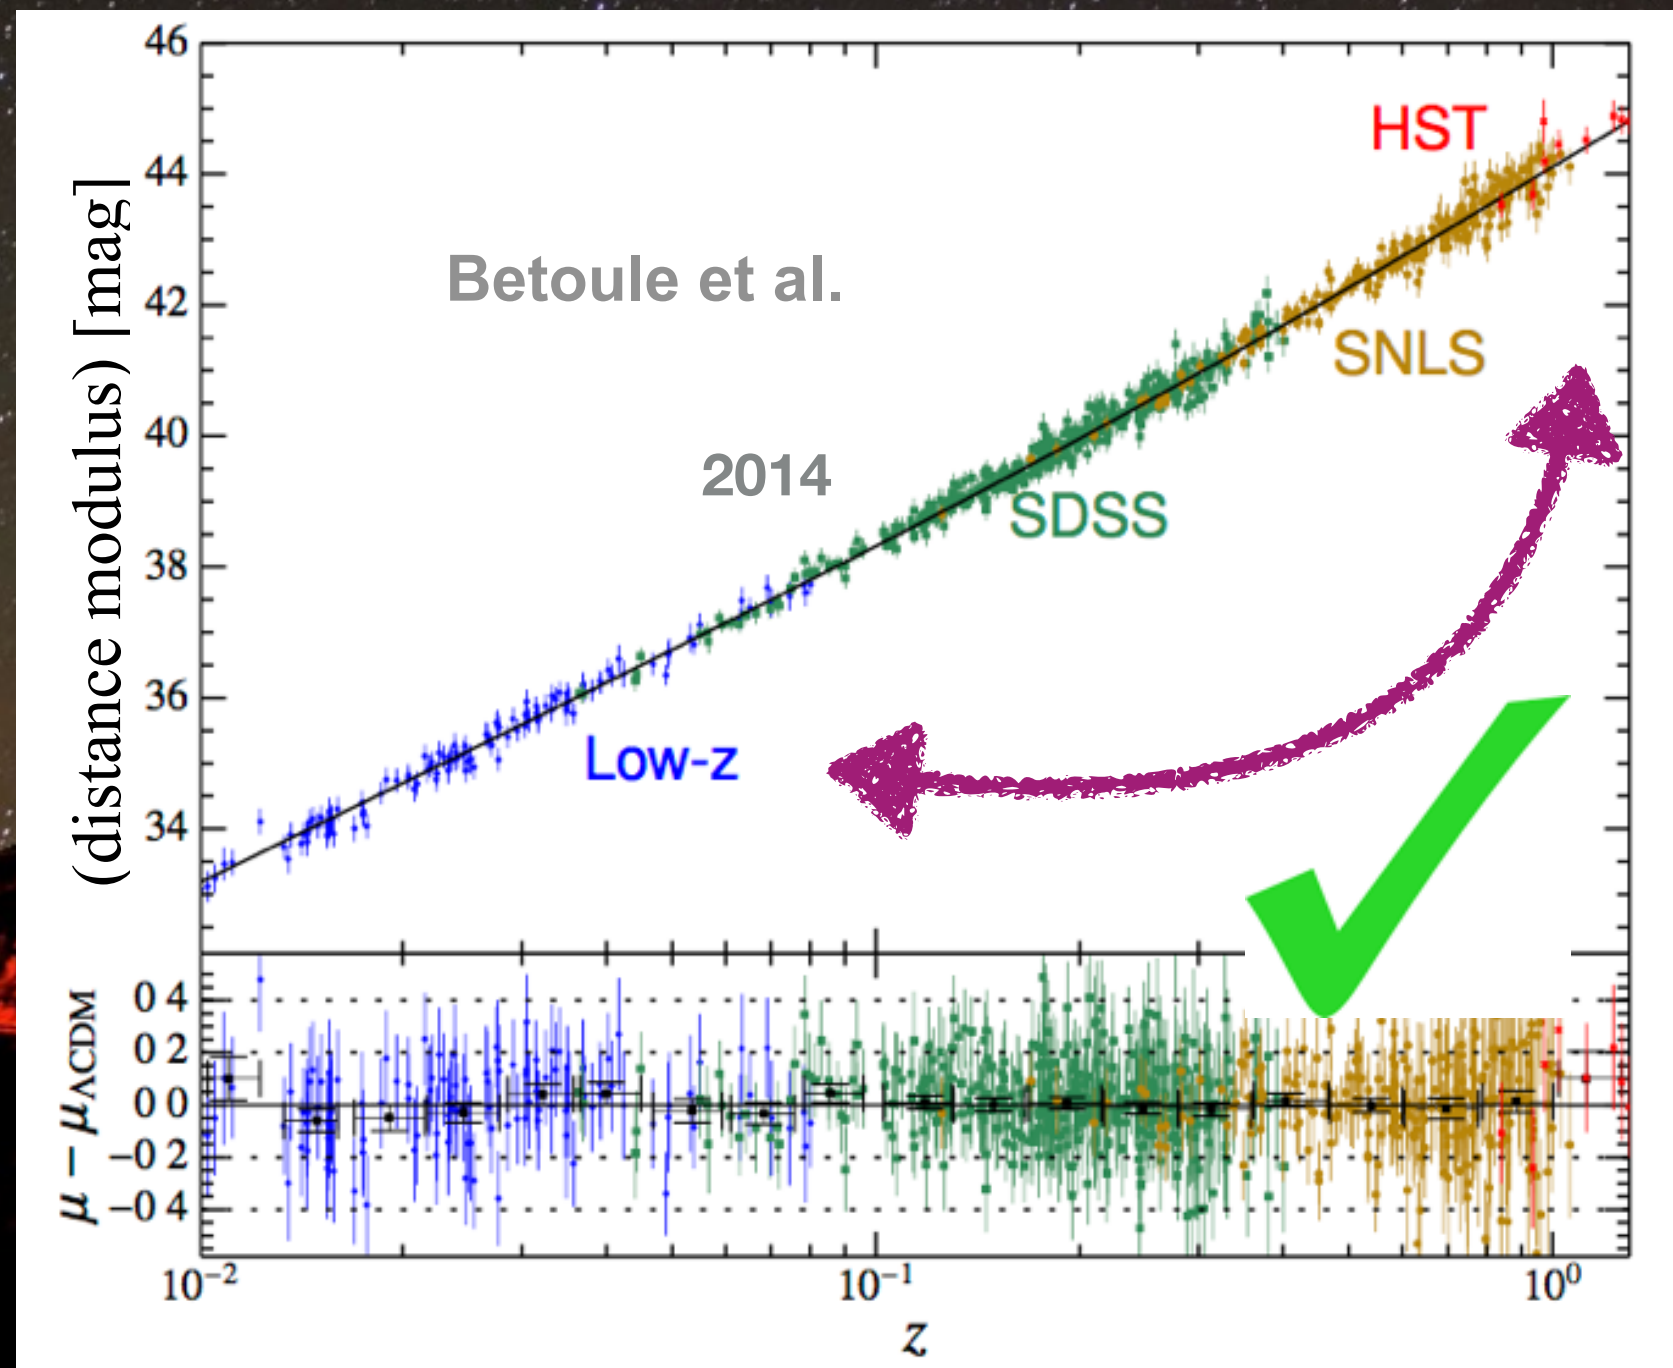 46
HST
44
Betoule et al.
42
SNLS
(distance modulus) [mag]
40
2014
SDSS
38
36
Low-z
34
0 4
0 2
0 0
−0 2
−0 4
μ − μΛCDM
10⁻²
10⁻¹
10⁰
z